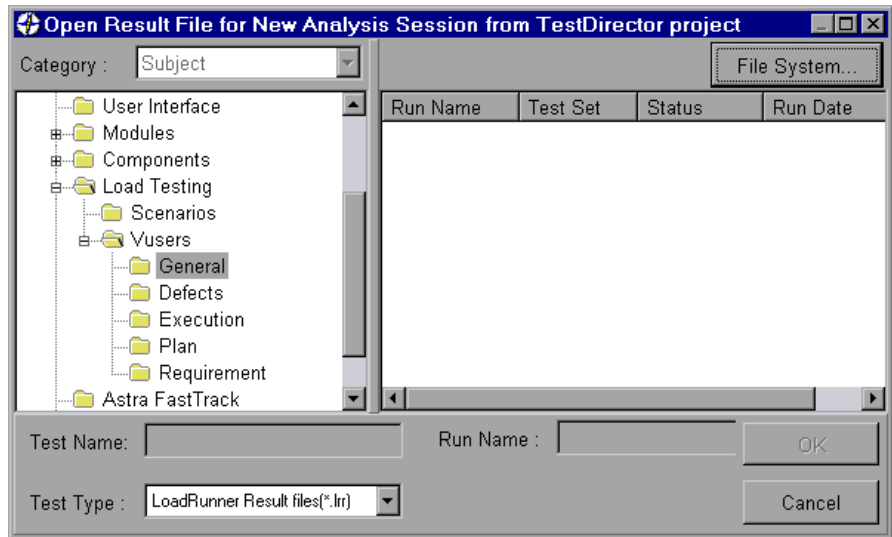 Open Result File for New Analysis Session from TestDirector project
Category : Subject
File System...
User Interface
Modules
Components
Load Testing
Scenarios
Vusers
General
Defects
Execution
Plan
Requirement
Astra FastTrack
Run Name Test Set Status Run Date
Test Name: Run Name : OK
Test Type : LoadRunner Result files(*.lrr) Cancel